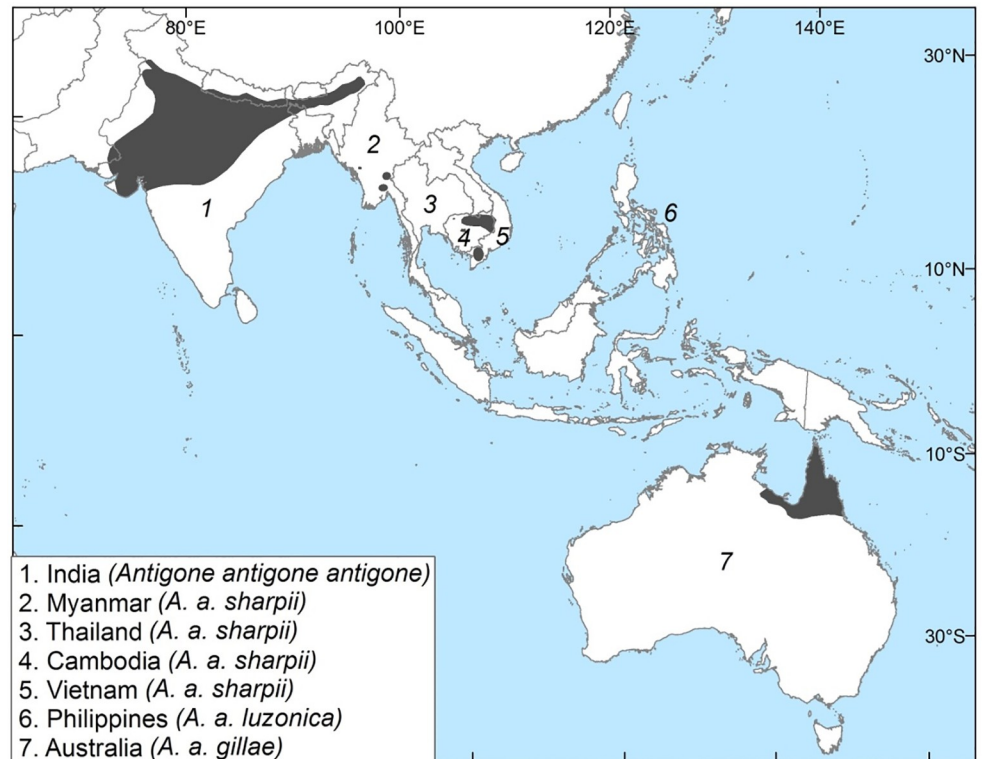 80°E 100°E 120°E 140°E
30°N
2
1
3
6
4
5
10°N
10°S
7
30°S
1. India (Antigone antigone antigone)
2. Myanmar (A. a. sharpii)
3. Thailand (A. a. sharpii)
4. Cambodia (A. a. sharpii)
5. Vietnam (A. a. sharpii)
6. Philippines (A. a. luzonica)
7. Australia (A. a. gillae)